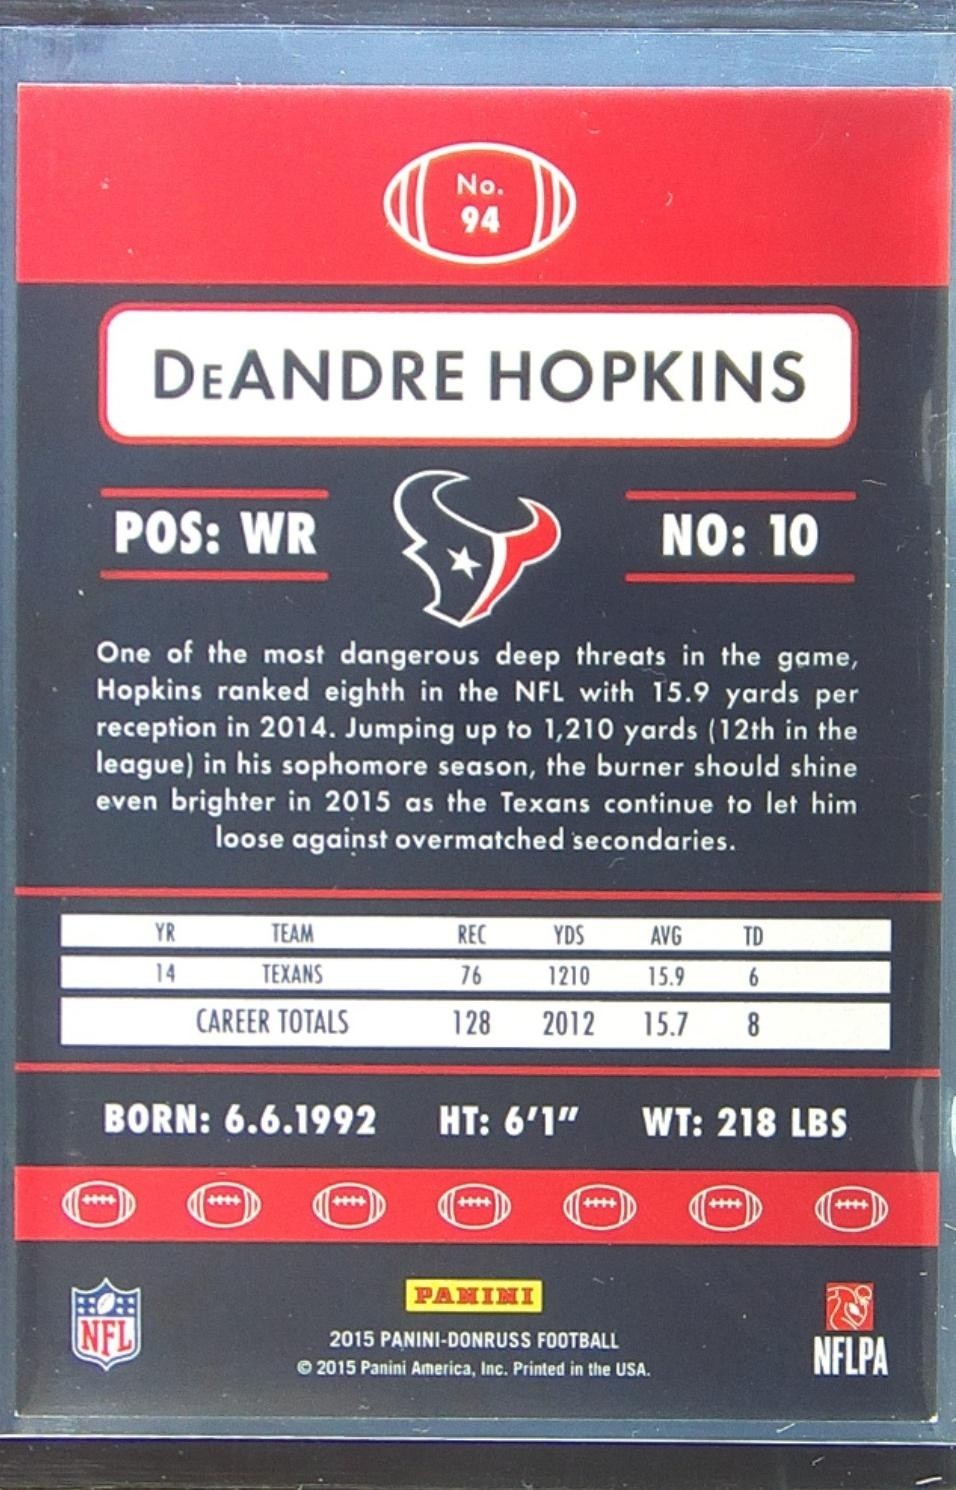 No.
94
DeANDRE HOPKINS
POS: WR
NO: 10
One of the most dangerous deep threats in the game,
Hopkins ranked eighth in the NFL with 15.9 yards per
reception in 2014. Jumping up to 1,210 yards (12th in the
league) in his sophomore season, the burner should shine
even brighter in 2015 as the Texans continue to let him
loose against overmatched secondaries.
YR TEAM REC YDS AVG TD
14 TEXANS 76 1210 15.9 6
CAREER TOTALS 128 2012 15.7 8
BORN: 6.6.1992 HT: 6'1" WT: 218 LBS
NFL
PANINI
2015 PANINI-DONRUSS FOOTBALL
© 2015 Panini America, Inc. Printed in the USA.
NFLPA